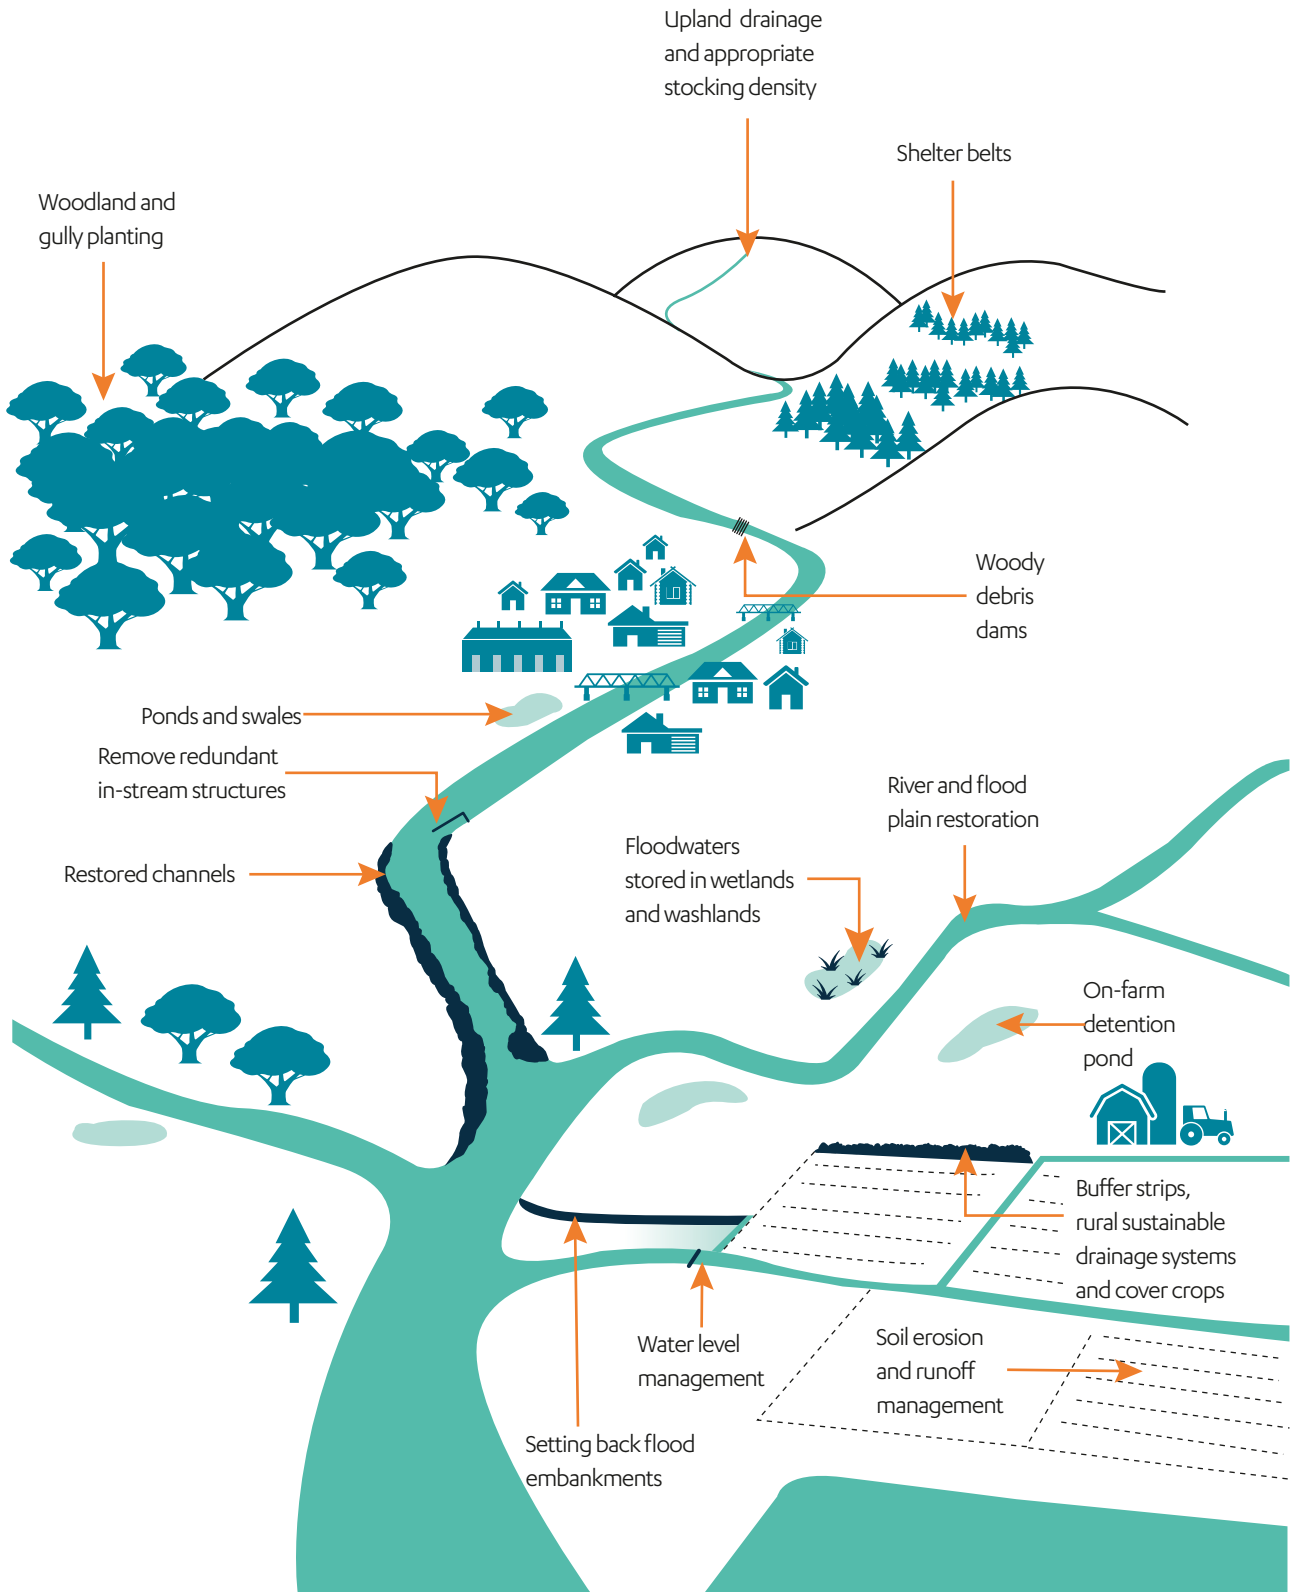 Upland drainage
and appropriate
stocking density
Shelter belts
Woodland and
gully planting
Woody
debris
dams
Ponds and swales
Remove redundant
in-stream structures
River and flood
plain restoration
Floodwaters
stored in wetlands
and washlands
Restored channels
On-farm
detention
pond
Buffer strips,
rural sustainable
drainage systems
and cover crops
Water level
management
Soil erosion
and runoff
management
Setting back flood
embankments